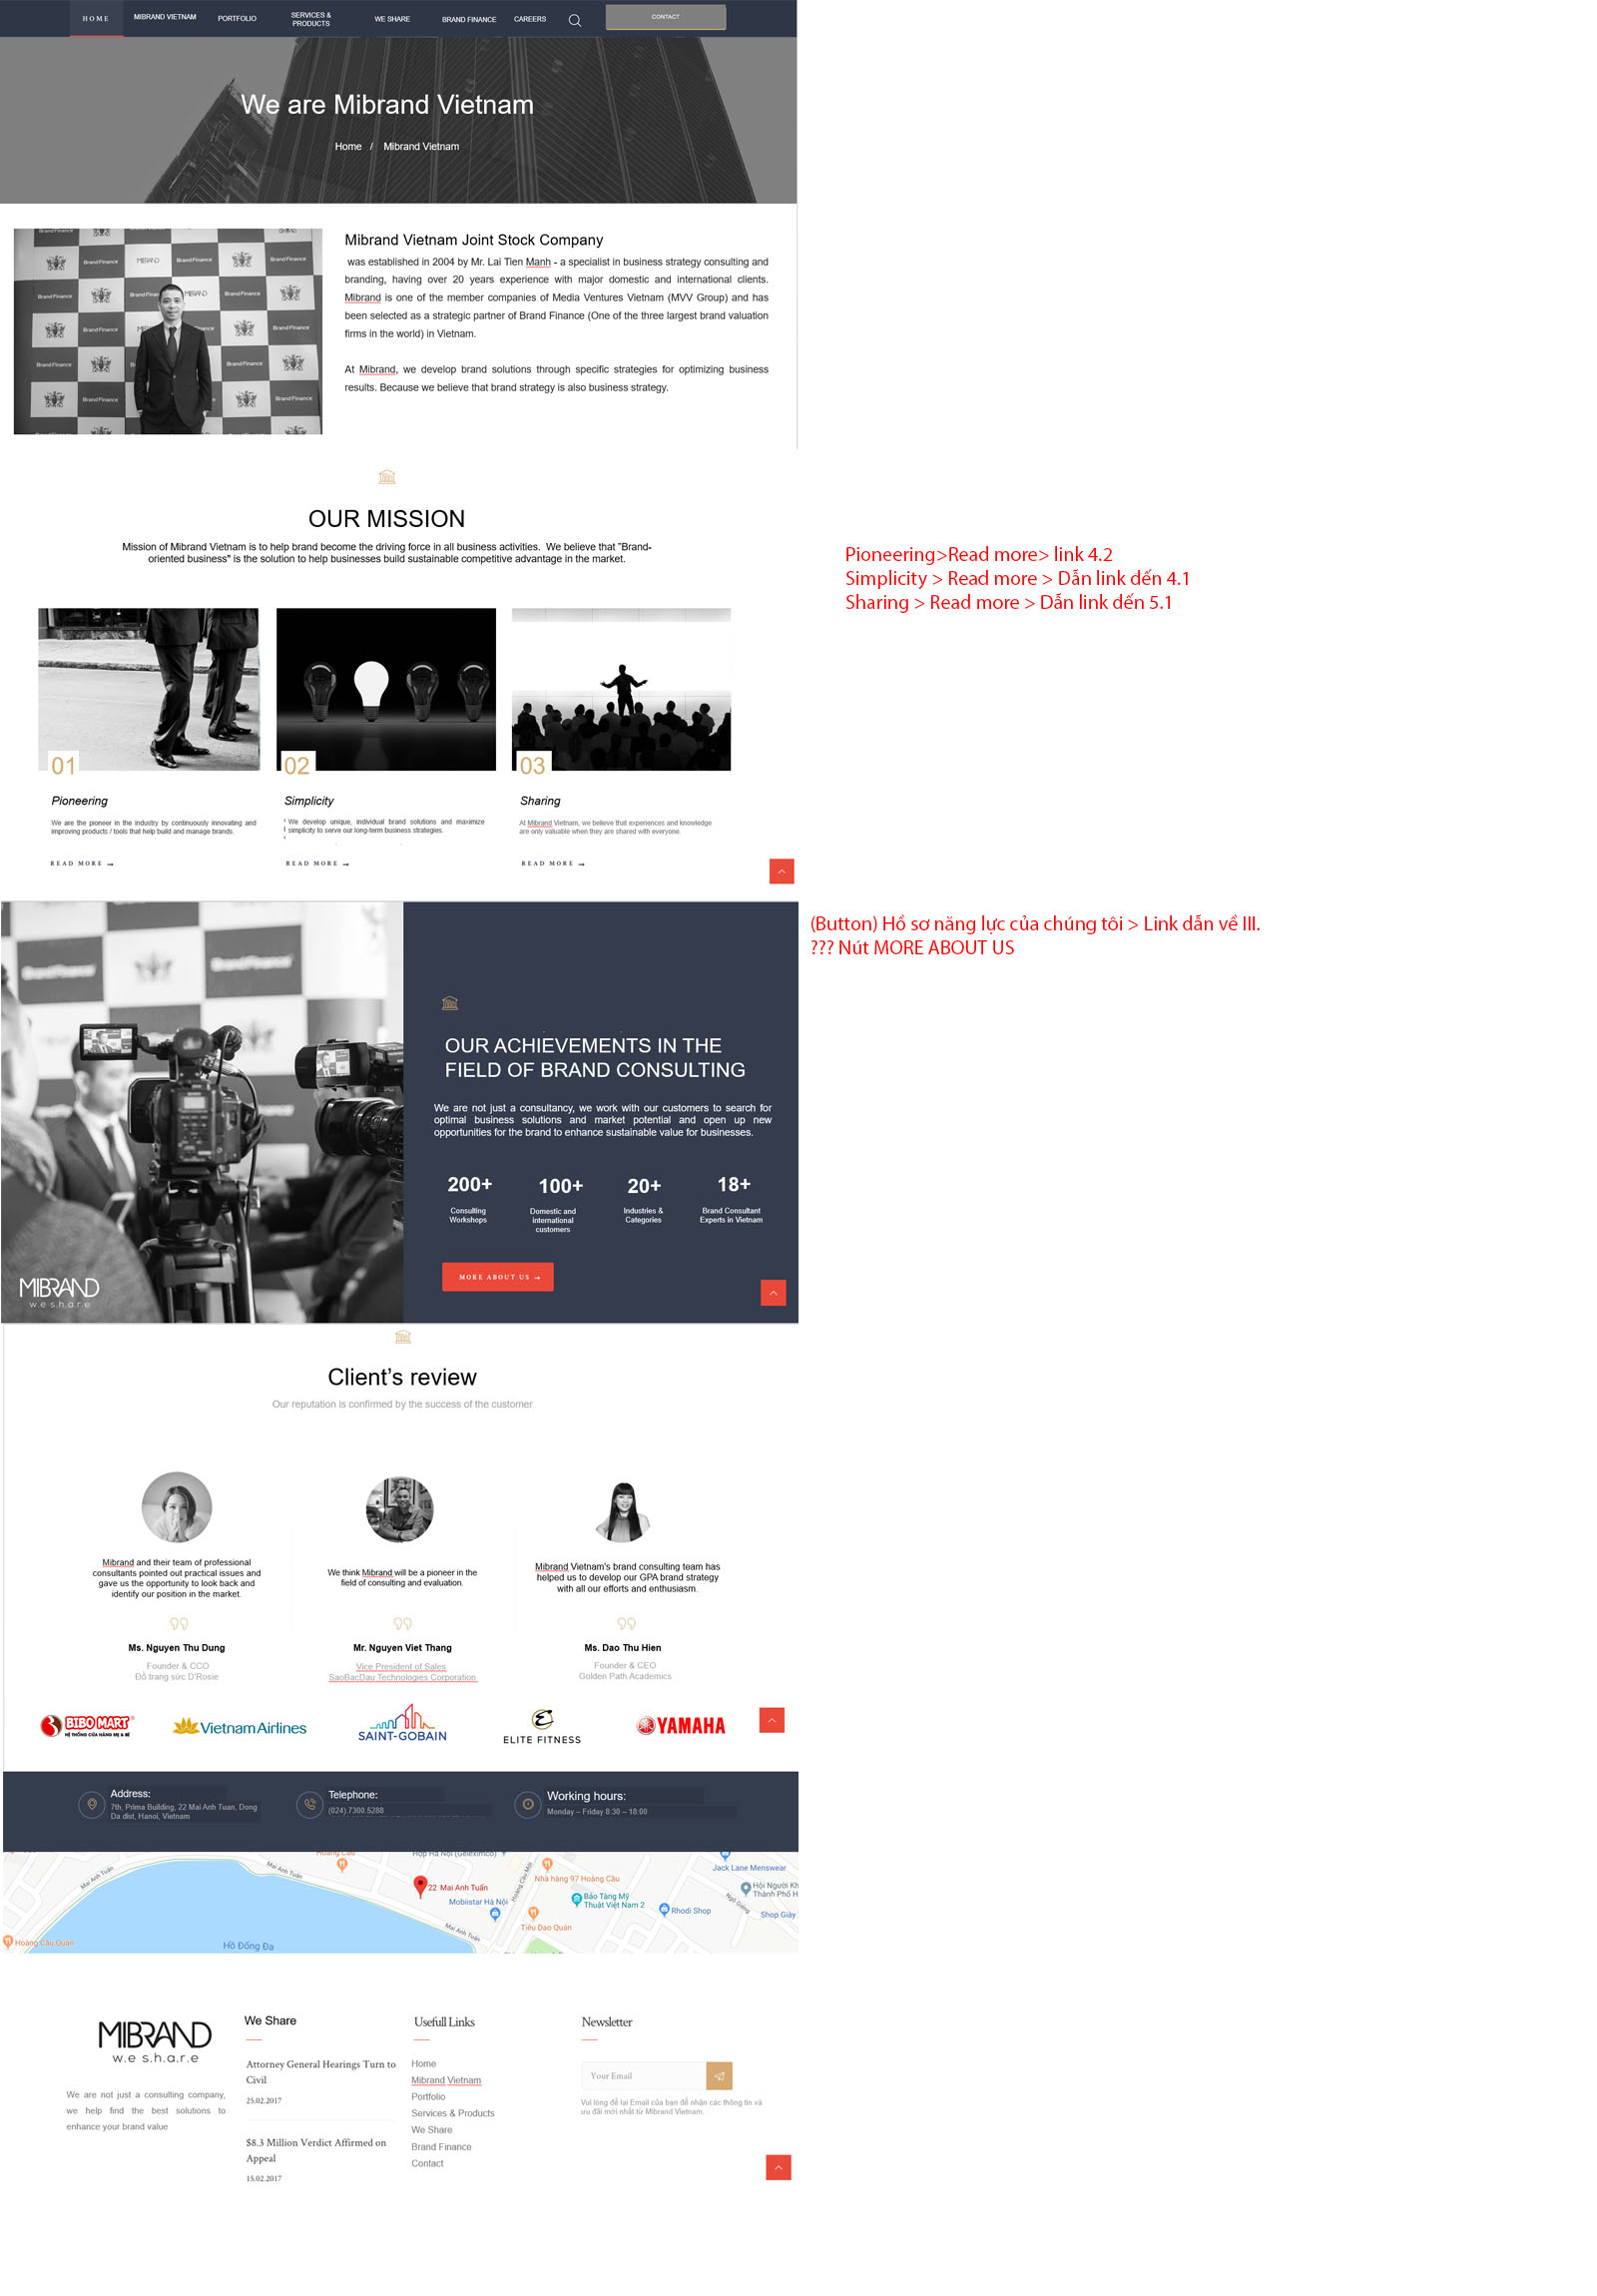 HOME
MIBRAND VIETNAM
PORTFOLIO
SERVICES &
PRODUCTS
WE SHARE
BRAND FINANCE
CAREERS
CONTACT
We are Mibrand Vietnam
Home / Mibrand Vietnam
Mibrand Vietnam Joint Stock Company
was established in 2004 by Mr. Lai Tien Manh - a specialist in business strategy consulting and
branding, having over 20 years experience with major domestic and international clients.
Mibrand is one of the member companies of Media Ventures Vietnam (MVV Group) and has
been selected as a strategic partner of Brand Finance (One of the three largest brand valuation
firms in the world) in Vietnam.
At Mibrand, we develop brand solutions through specific strategies for optimizing business
results. Because we believe that brand strategy is also business strategy.
OUR MISSION
Mission of Mibrand Vietnam is to help brand become the driving force in all business activities. We believe that "Brand-
oriented business" is the solution to help businesses build sustainable competitive advantage in the market.
Pioneering>Read more> link 4.2
Simplicity > Read more > Dẫn link đến 4.1
Sharing > Read more > Dẫn link đến 5.1
01
Pioneering
We are the pioneer in the industry by continuously innovating and
improving products / tools that help build and manage brands.
READ MORE →
02
Simplicity
We develop unique, individual brand solutions and maximize
simplicity to serve our long-term business strategies.
READ MORE →
03
Sharing
At Mibrand Vietnam, we believe that experiences and knowledge
are only valuable when they are shared with everyone.
READ MORE →
(Button) Hồ sơ năng lực của chúng tôi > Link dẫn về III.
??? Nút MORE ABOUT US
BrandFinance
MIBRAND
w.e s.h.a.r.e
OUR ACHIEVEMENTS IN THE
FIELD OF BRAND CONSULTING
We are not just a consultancy, we work with our customers to search for
optimal business solutions and market potential and open up new
opportunities for the brand to enhance sustainable value for businesses.
200+
Consulting
Workshops
100+
Domestic and
international
customers
20+
Industries &
Categories
18+
Brand Consultant
Experts in Vietnam
MORE ABOUT US →
Client's review
Our reputation is confirmed by the success of the customer
Mibrand and their team of professional
consultants pointed out practical issues and
gave us the opportunity to look back and
identify our position in the market.
Ms. Nguyen Thu Dung
Founder & CCO
Đồ trang sức D'Rosie
We think Mibrand will be a pioneer in the
field of consulting and evaluation.
Mr. Nguyen Viet Thang
Vice President of Sales
SaoBacDau Technologies Corporation
Mibrand Vietnam's brand consulting team has
helped us to develop our GPA brand strategy
with all our efforts and enthusiasm.
Ms. Dao Thu Hien
Founder & CEO
Golden Path Academics
BIBO MART
HỆ THỐNG CỬA HÀNG MẸ & BÉ
Vietnam Airlines
SAINT-GOBAIN
ELITE FITNESS
YAMAHA
Address:
7th, Prima Building, 22 Mai Anh Tuan, Dong
Da dist, Hanoi, Vietnam
Telephone:
(024).7300.5288
Working hours:
Monday – Friday 8:30 – 18:00
Hoàng Cầu
Hợp Hà Nội (Geleximco)
Mai Anh Tuấn
Mai Anh Tuấn
22 Mai Anh Tuấn
Mobiistar Hà Nội
Hoàng Cầu Mới
Nhà hàng 97 Hoàng Cầu
Bảo Tàng Mỹ
Thuật Việt Nam 2
Tiêu Dao Quán
Rhodi Shop
Jack Lane Menswear
Hội Người Kh
Thành Phố H
Shop Giày
Mai Anh Tuấn
Hoàng Cầu Quan
Hồ Đống Đa
MIBRAND
w.e s.h.a.r.e
We are not just a consulting company,
we help find the best solutions to
enhance your brand value
We Share
Attorney General Hearings Turn to
Civil
25.02.2017
$8.3 Million Verdict Affirmed on
Appeal
15.02.2017
Usefull Links
Home
Mibrand Vietnam
Portfolio
Services & Products
We Share
Brand Finance
Contact
Newsletter
Your Email
Vui lòng để lại Email của bạn để nhận các thông tin và
ưu đãi mới nhất từ Mibrand Vietnam.